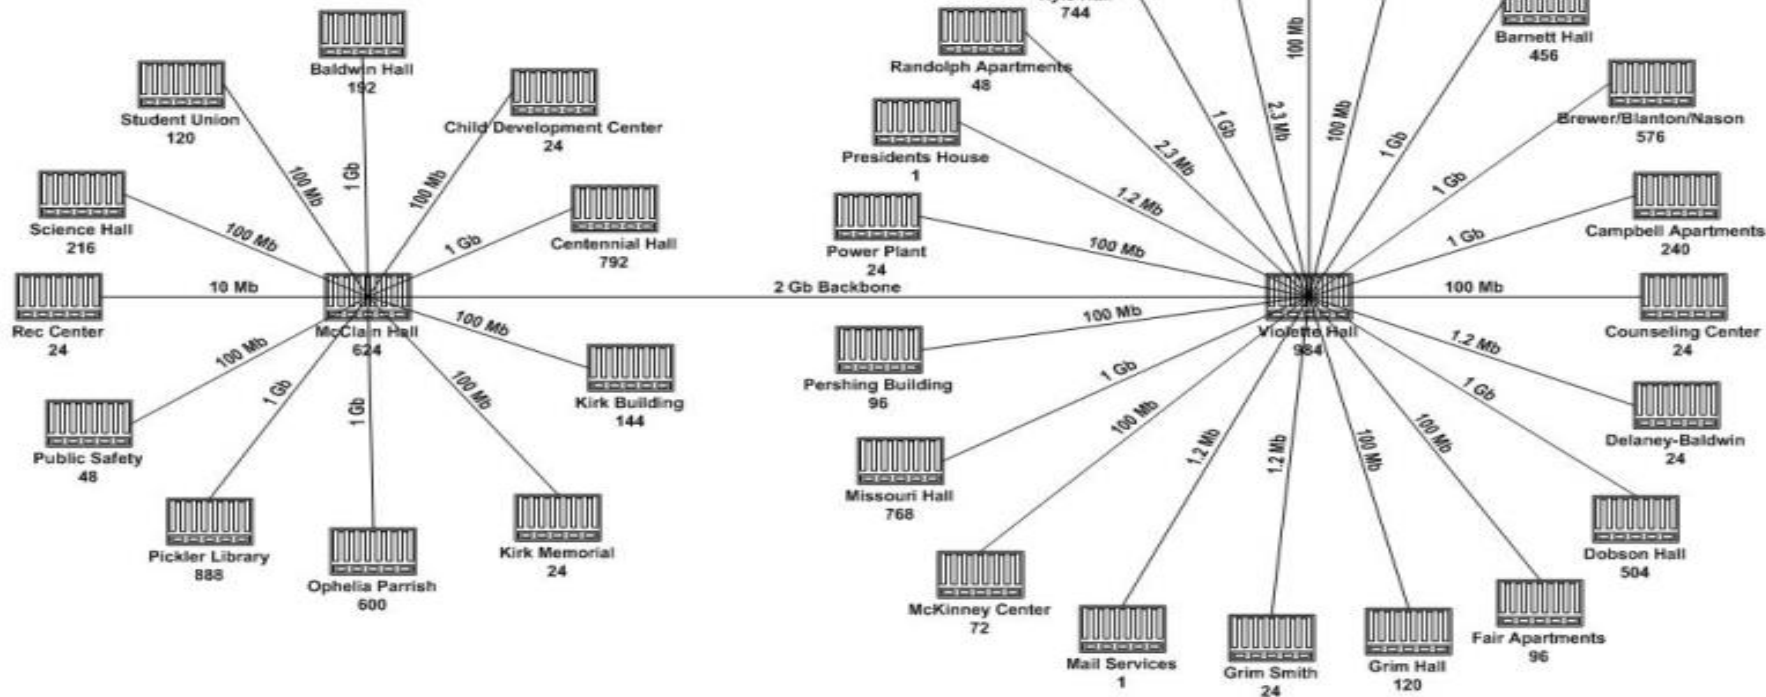 Baldwin Hall
192
Student Union
120
Child Development Center
24
Science Hall
216
Centennial Hall
792
Rec Center
24
McClain Hall
624
Public Safety
48
Kirk Building
144
Pickler Library
888
Ophelia Parrish
600
Kirk Memorial
24
100 Mb
1 Gb
100 Mb
100 Mb
1 Gb
10 Mb
100 Mb
100 Mb
1 Gb
1 Gb
100 Mb
2 Gb Backbone
744
Randolph Apartments
48
Presidents House
1
Power Plant
24
Pershing Building
96
Missouri Hall
768
McKinney Center
72
Mail Services
1
Grim Smith
24
Grim Hall
120
Fair Apartments
96
Dobson Hall
504
Delaney-Baldwin
24
Counseling Center
24
Campbell Apartments
240
Brewer/Blanton/Nason
576
Barnett Hall
456
Violette Hall
984
100 Mb
1 Gb
2.3 Mb
100 Mb
1 Gb
2.3 Mb
1.2 Mb
1 Gb
100 Mb
1 Gb
100 Mb
100 Mb
1.2 Mb
1 Gb
1 Gb
100 Mb
1.2 Mb
1.2 Mb
100 Mb
100 Mb